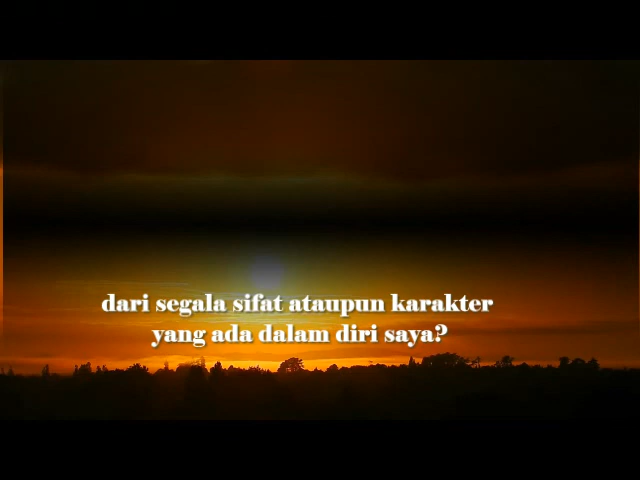 dari segala sifat ataupun karakter
yang ada dalam diri saya?